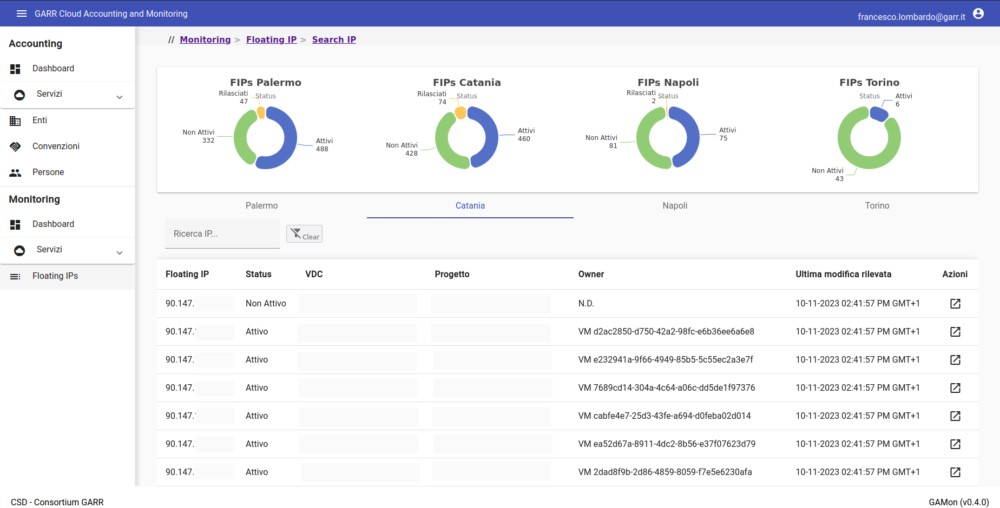 GARR Cloud Accounting and Monitoring
francesco.lombardo@garr.it
Accounting
Dashboard
Servizi
Enti
Convenzioni
Persone
Monitoring
Dashboard
Servizi
Floating IPs
// Monitoring > Floating IP > Search IP
FIPs Palermo
Status
Rilasciati
47
Non Attivi
332
Attivi
488
FIPs Catania
Status
Rilasciati
74
Non Attivi
428
Attivi
460
FIPs Napoli
Status
Rilasciati
2
Non Attivi
81
Attivi
75
FIPs Torino
Status
Attivi
6
Non Attivi
43
Palermo Catania Napoli Torino
Ricerca IP...
Clear
Floating IP Status VDC Progetto Owner Ultima modifica rilevata Azioni
90.147. Non Attivo N.D. 10-11-2023 02:41:57 PM GMT+1
90.147. Attivo VM d2ac2850-d750-42a2-98fc-e6b36ee6a6e8 10-11-2023 02:41:57 PM GMT+1
90.147. Attivo VM e232941a-9f66-4949-85b5-5c55ec2a3e7f 10-11-2023 02:41:57 PM GMT+1
90.147. Attivo VM 7689cd14-304a-4c64-a06c-dd5de1f97376 10-11-2023 02:41:57 PM GMT+1
90.147. Attivo VM cabfe4e7-25d3-43fe-a694-d0feba02d014 10-11-2023 02:41:57 PM GMT+1
90.147. Attivo VM ea52d67a-8911-4dc2-8b56-e37f07623d79 10-11-2023 02:41:57 PM GMT+1
90.147. Attivo VM 2dad8f9b-2d86-4859-8059-f7e5e6230afa 10-11-2023 02:41:57 PM GMT+1
CSD - Consortium GARR
GAMon (v0.4.0)